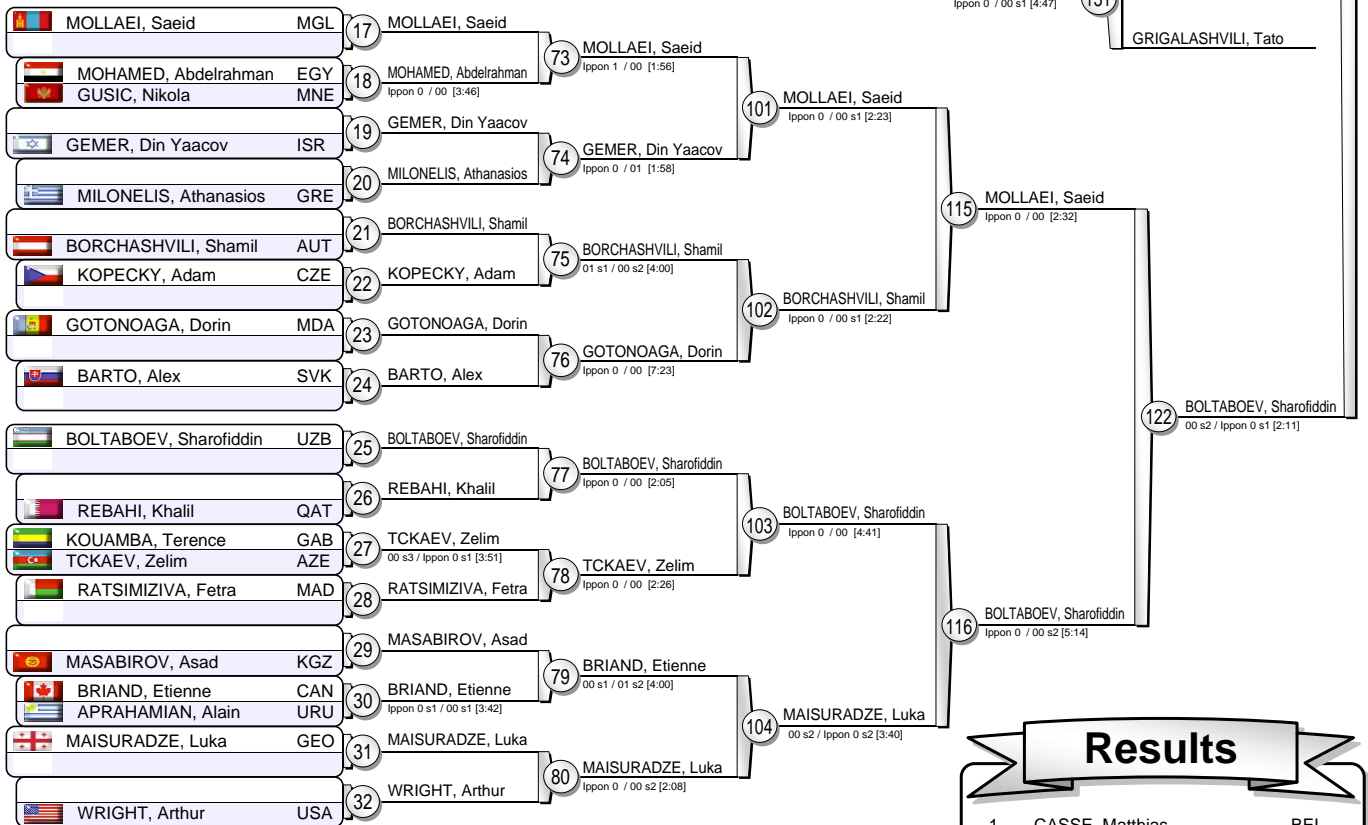 Ippon 0 / 00 s1 [4:47]
GRIGALASHVILI, Tato
MOLLAEI, Saeid MGL
MOHAMED, Abdelrahman EGY
GUSIC, Nikola MNE
GEMER, Din Yaacov ISR
MILONELIS, Athanasios GRE
BORCHASHVILI, Shamil AUT
KOPECKY, Adam CZE
GOTONOAGA, Dorin MDA
BARTO, Alex SVK
BOLTABOEV, Sharofiddin UZB
REBAHI, Khalil QAT
KOUAMBA, Terence GAB
TCKAEV, Zelim AZE
RATSIMIZIVA, Fetra MAD
MASABIROV, Asad KGZ
BRIAND, Etienne CAN
APRAHAMIAN, Alain URU
MAISURADZE, Luka GEO
WRIGHT, Arthur USA
17 MOLLAEI, Saeid
18 MOHAMED, Abdelrahman
Ippon 0 / 00 [3:46]
19 GEMER, Din Yaacov
20 MILONELIS, Athanasios
21 BORCHASHVILI, Shamil
22 KOPECKY, Adam
23 GOTONOAGA, Dorin
24 BARTO, Alex
25 BOLTABOEV, Sharofiddin
26 REBAHI, Khalil
27 TCKAEV, Zelim
00 s3 / Ippon 0 s1 [3:51]
28 RATSIMIZIVA, Fetra
29 MASABIROV, Asad
30 BRIAND, Etienne
Ippon 0 s1 / 00 s1 [3:42]
31 MAISURADZE, Luka
32 WRIGHT, Arthur
73 MOLLAEI, Saeid
Ippon 1 / 00 [1:56]
74 GEMER, Din Yaacov
Ippon 0 / 01 [1:58]
75 BORCHASHVILI, Shamil
01 s1 / 00 s2 [4:00]
76 GOTONOAGA, Dorin
Ippon 0 / 00 [7:23]
77 BOLTABOEV, Sharofiddin
Ippon 0 / 00 [2:05]
78 TCKAEV, Zelim
Ippon 0 / 00 [2:26]
79 BRIAND, Etienne
00 s1 / 01 s2 [4:00]
80 MAISURADZE, Luka
Ippon 0 / 00 s2 [2:08]
101 MOLLAEI, Saeid
Ippon 0 / 00 s1 [2:23]
102 BORCHASHVILI, Shamil
Ippon 0 / 00 s1 [2:22]
103 BOLTABOEV, Sharofiddin
Ippon 0 / 00 [4:41]
104 MAISURADZE, Luka
00 s2 / Ippon 0 s2 [3:40]
115 MOLLAEI, Saeid
Ippon 0 / 00 [2:32]
116 BOLTABOEV, Sharofiddin
Ippon 0 / 00 s2 [5:14]
122 BOLTABOEV, Sharofiddin
00 s2 / Ippon 0 s1 [2:11]
Results
1 CASSE, Matthias BEL